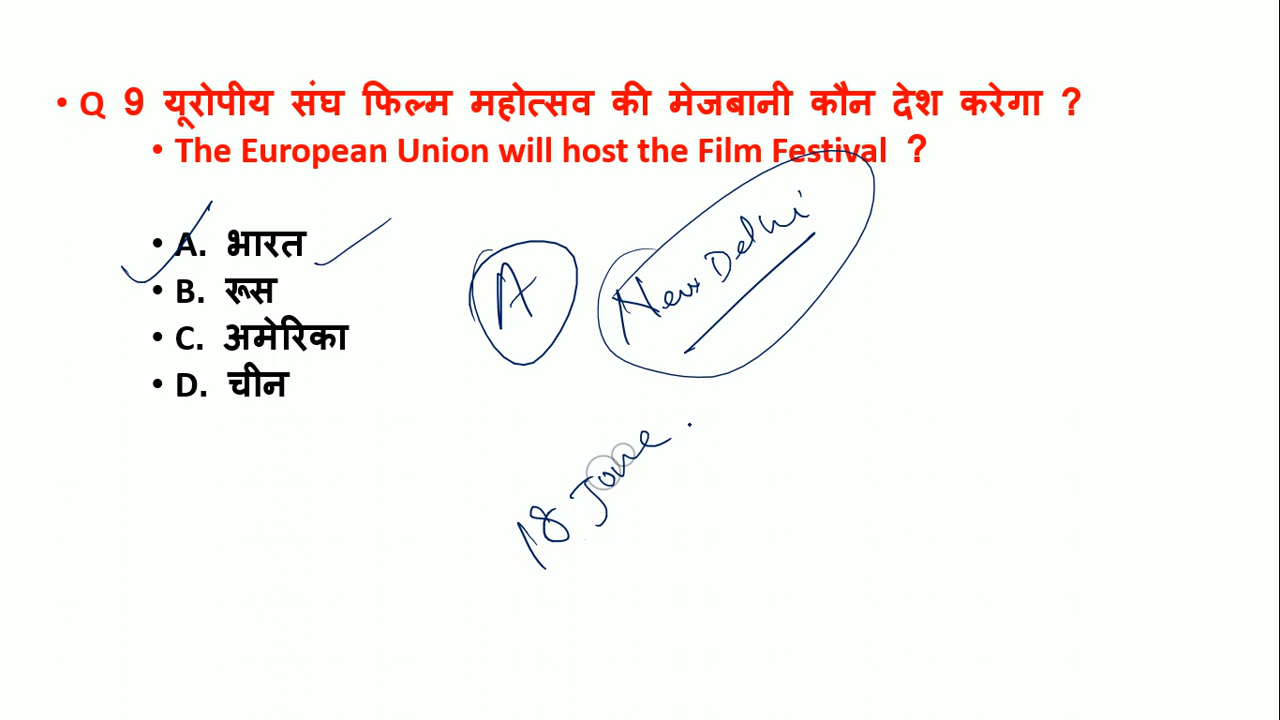 • Q 9 यूरोपीय संघ फिल्म महोत्सव की मेजबानी कौन देश करेगा ?
• The European Union will host the Film Festival ?
• A. भारत
• B. रूस
• C. अमेरिका
• D. चीन
A
New Delhi
18 June.